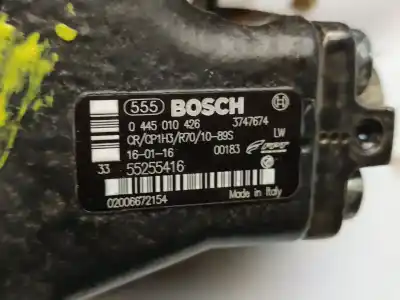 555 BOSCH
0 445 010 426 3747674
CR/CP1H3/R70/10-89S LW
16-01-16 00183 FPT
33 55255416
02006672154 Made in Italy